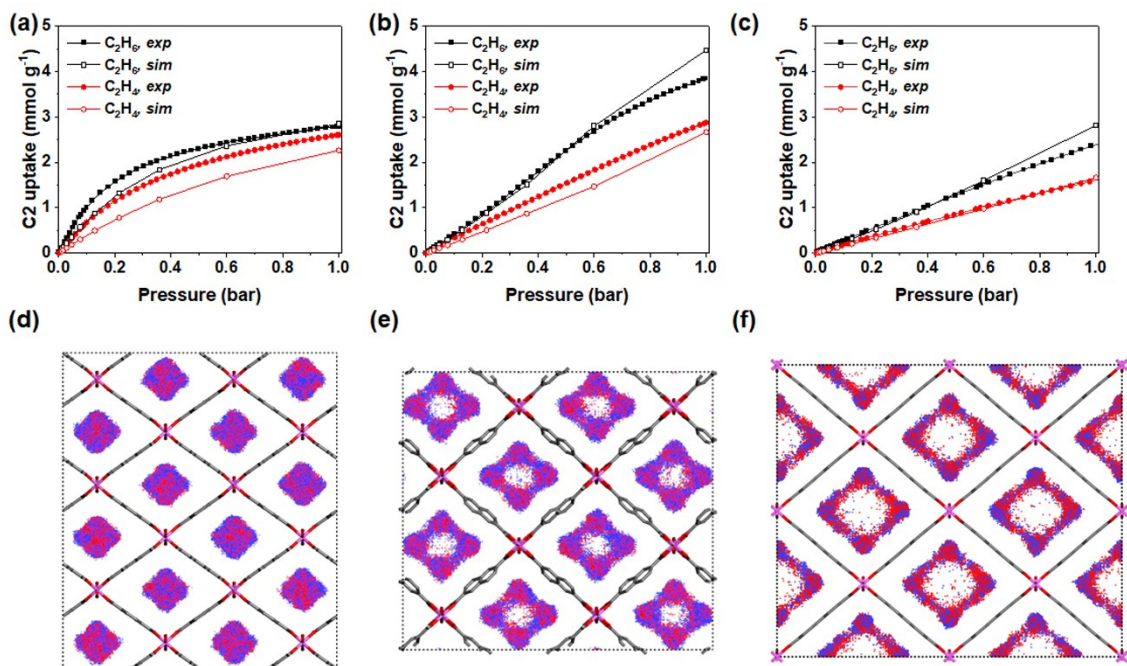 (a)
C2 uptake (mmol g⁻¹)
5
4
3
2
1
0
C₂H₆, exp
C₂H₆, sim
C₂H₄, exp
C₂H₄, sim
0.0 0.2 0.4 0.6 0.8 1.0
Pressure (bar)
(b)
C2 uptake (mmol g⁻¹)
5
4
3
2
1
0
C₂H₆, exp
C₂H₆, sim
C₂H₄, exp
C₂H₄, sim
0.0 0.2 0.4 0.6 0.8 1.0
Pressure (bar)
(c)
C2 uptake (mmol g⁻¹)
5
4
3
2
1
0
C₂H₆, exp
C₂H₆, sim
C₂H₄, exp
C₂H₄, sim
0.0 0.2 0.4 0.6 0.8 1.0
Pressure (bar)
(d)
(e)
(f)